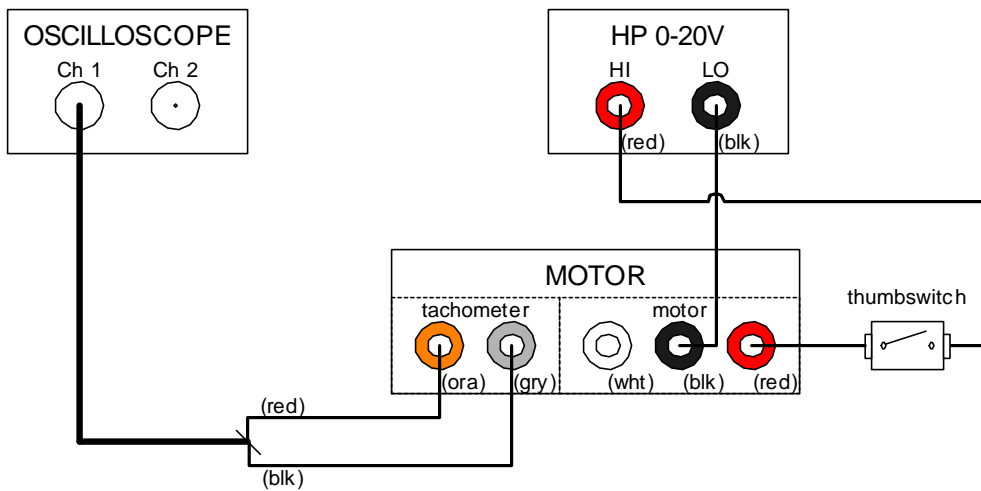 OSCILLOSCOPE
Ch 1 Ch 2
HP 0-20V
HI LO
(red) (blk)
MOTOR
tachometer motor
(ora) (gry) (wht) (blk) (red)
thumbswitch
(red)
(blk)